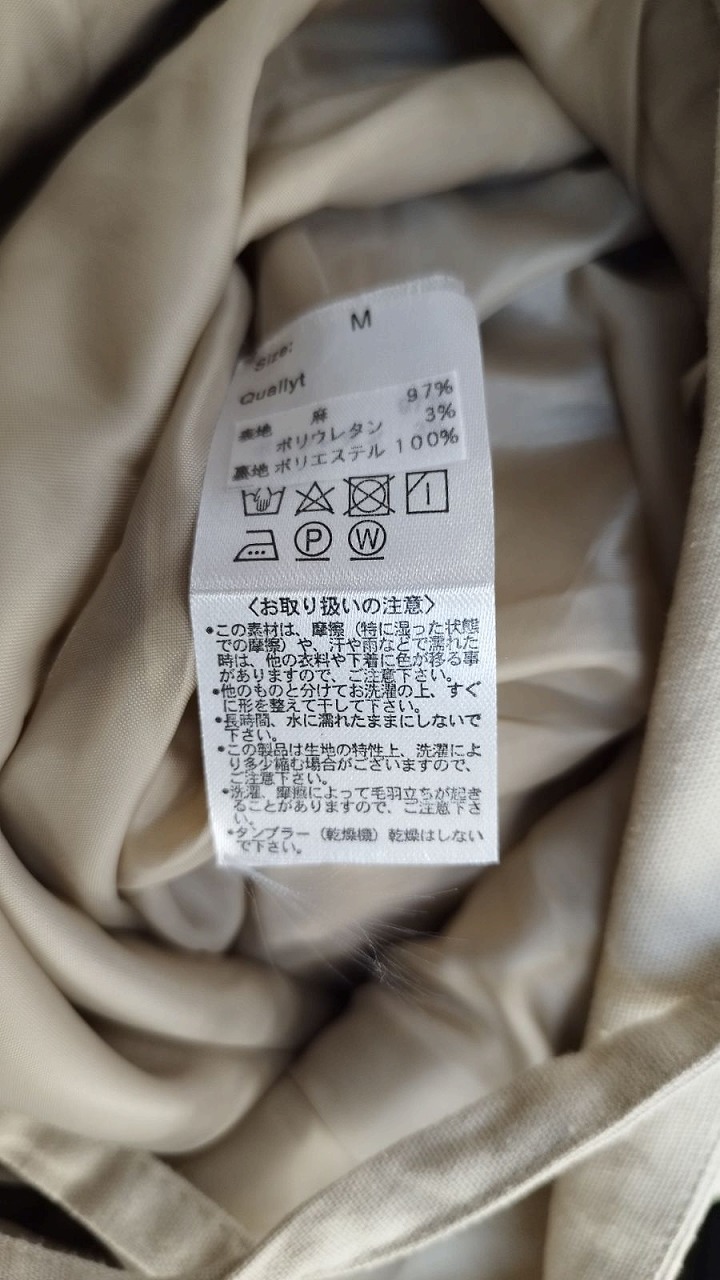 Size: M
Quallyt
表地 麻 97%
ポリウレタン 3%
裏地 ポリエステル 100%
P W
〈お取り扱いの注意〉
•この素材は、摩擦（特に湿った状態
での摩擦）や、汗や雨などで濡れた
時は、他の衣料や下着に色が移る事
がありますので、ご注意下さい。
•他のものと分けてお洗濯の上、すぐ
に形を整えて干して下さい。
•長時間、水に濡れたままにしないで
下さい。
•この製品は生地の特性上、洗濯によ
り多少縮む場合がございますので、
ご注意下さい。
•洗濯、摩擦によって毛羽立ちが起き
ることがありますので、ご注意下さ
い。
•タンブラー（乾燥機）乾燥はしない
で下さい。